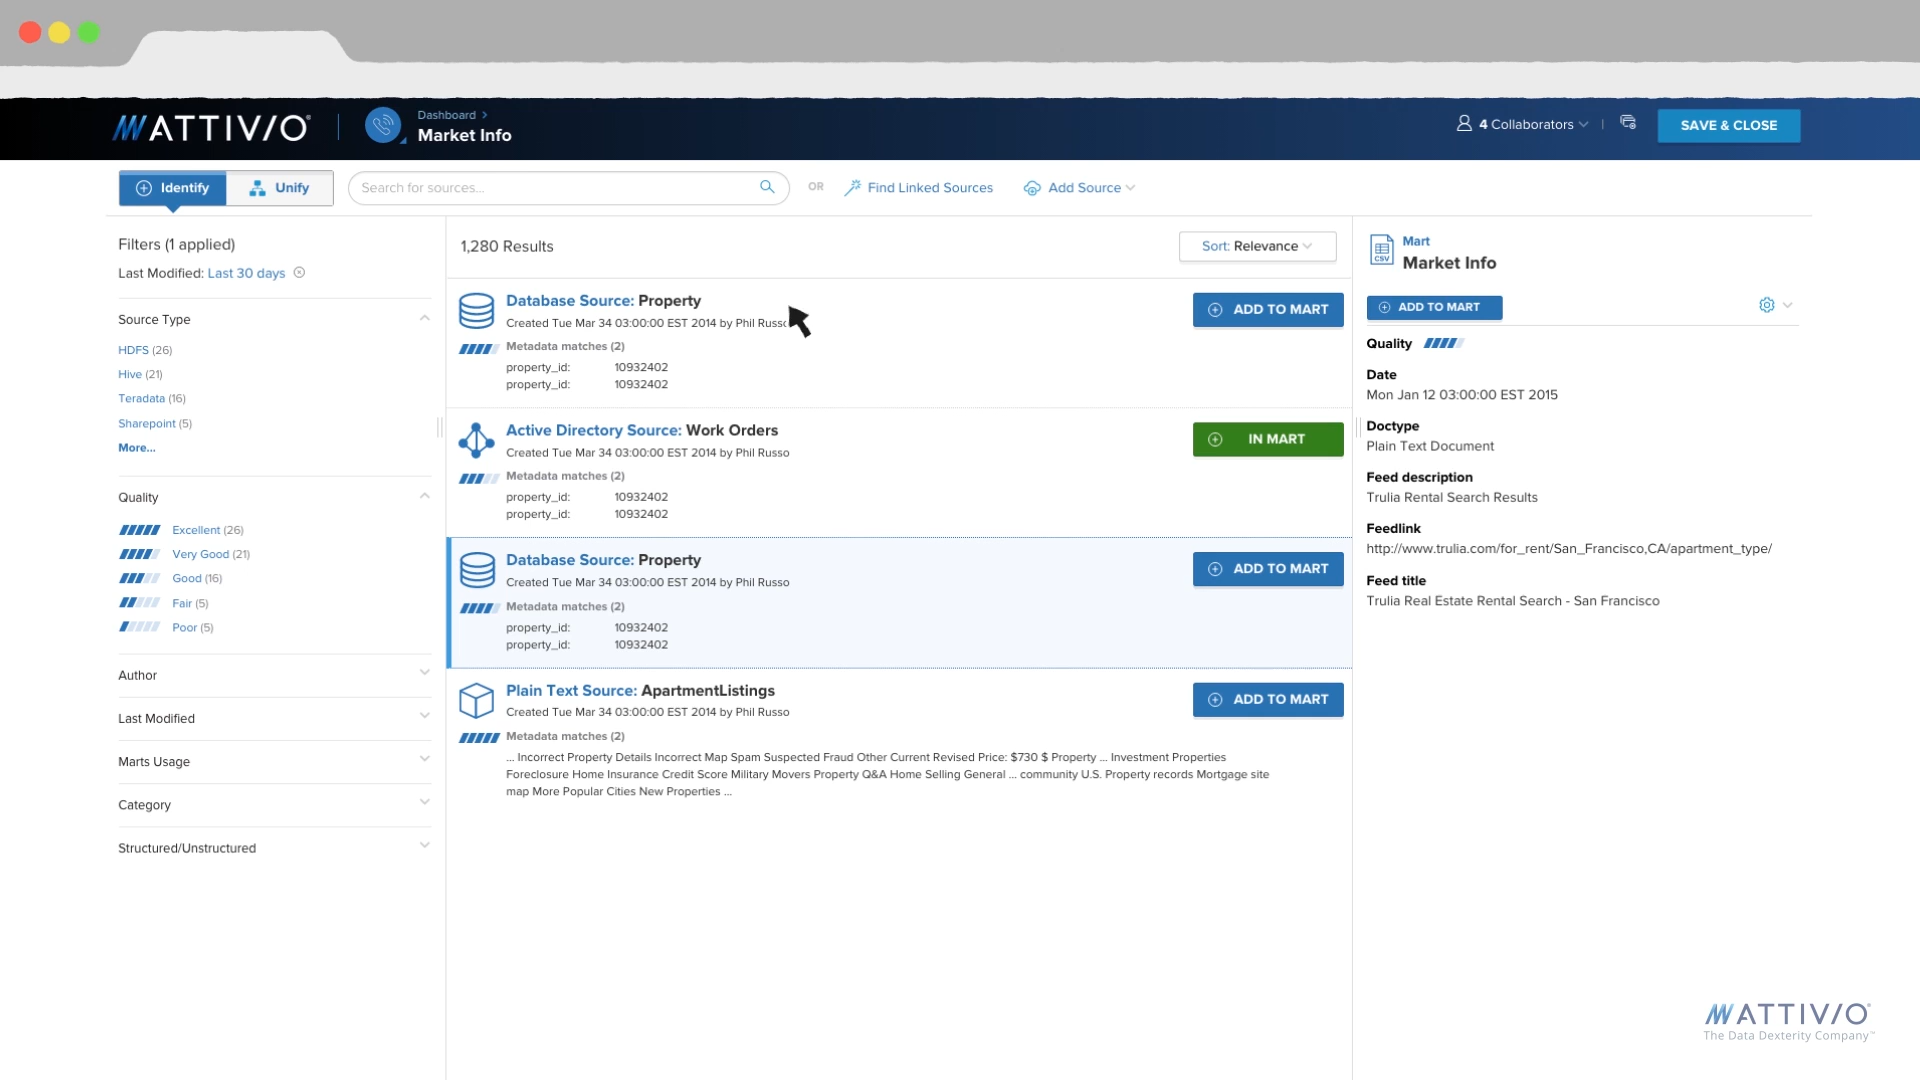 ATTIVIO®
Dashboard >
Market Info
4 Collaborators
SAVE & CLOSE
Identify
Unify
Search for sources...
OR
Find Linked Sources
Add Source
Filters (1 applied)
Last Modified: Last 30 days
Source Type
HDFS (26)
Hive (21)
Teradata (16)
Sharepoint (5)
More...
Quality
Excellent (26)
Very Good (21)
Good (16)
Fair (5)
Poor (5)
Author
Last Modified
Marts Usage
Category
Structured/Unstructured
1,280 Results
Sort: Relevance
Database Source: Property
Created Tue Mar 34 03:00:00 EST 2014 by Phil Russo
ADD TO MART
Metadata matches (2)
property_id: 10932402
property_id: 10932402
Active Directory Source: Work Orders
Created Tue Mar 34 03:00:00 EST 2014 by Phil Russo
IN MART
Metadata matches (2)
property_id: 10932402
property_id: 10932402
Database Source: Property
Created Tue Mar 34 03:00:00 EST 2014 by Phil Russo
ADD TO MART
Metadata matches (2)
property_id: 10932402
property_id: 10932402
Plain Text Source: ApartmentListings
Created Tue Mar 34 03:00:00 EST 2014 by Phil Russo
ADD TO MART
Metadata matches (2)
... Incorrect Property Details Incorrect Map Spam Suspected Fraud Other Current Revised Price: $730 $ Property ... Investment Properties
Foreclosure Home Insurance Credit Score Military Movers Property Q&A Home Selling General ... community U.S. Property records Mortgage site
map More Popular Cities New Properties ...
CSV
Mart
Market Info
ADD TO MART
Quality
Date
Mon Jan 12 03:00:00 EST 2015
Doctype
Plain Text Document
Feed description
Trulia Rental Search Results
Feedlink
http://www.trulia.com/for_rent/San_Francisco,CA/apartment_type/
Feed title
Trulia Real Estate Rental Search - San Francisco
ATTIVIO®
The Data Dexterity Company™